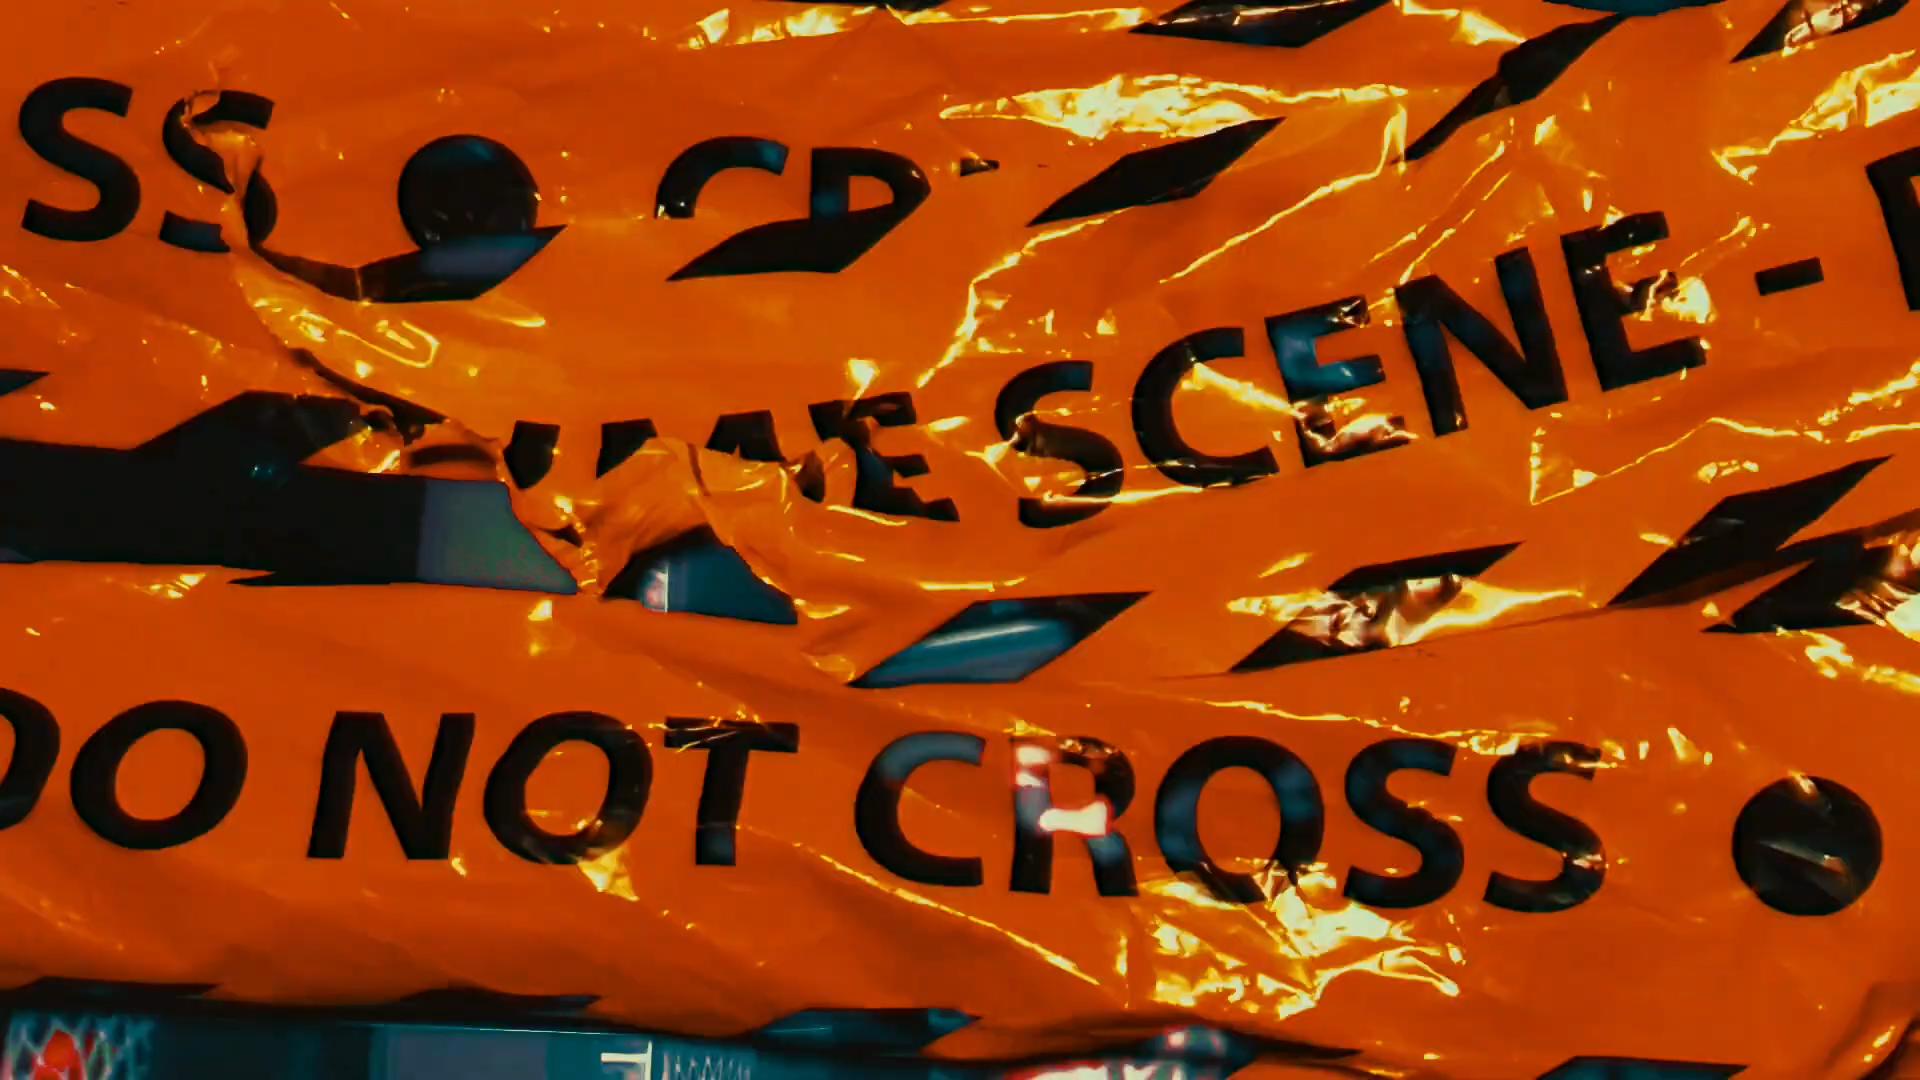 SS ●
SCENE -
DO NOT CROSS ●